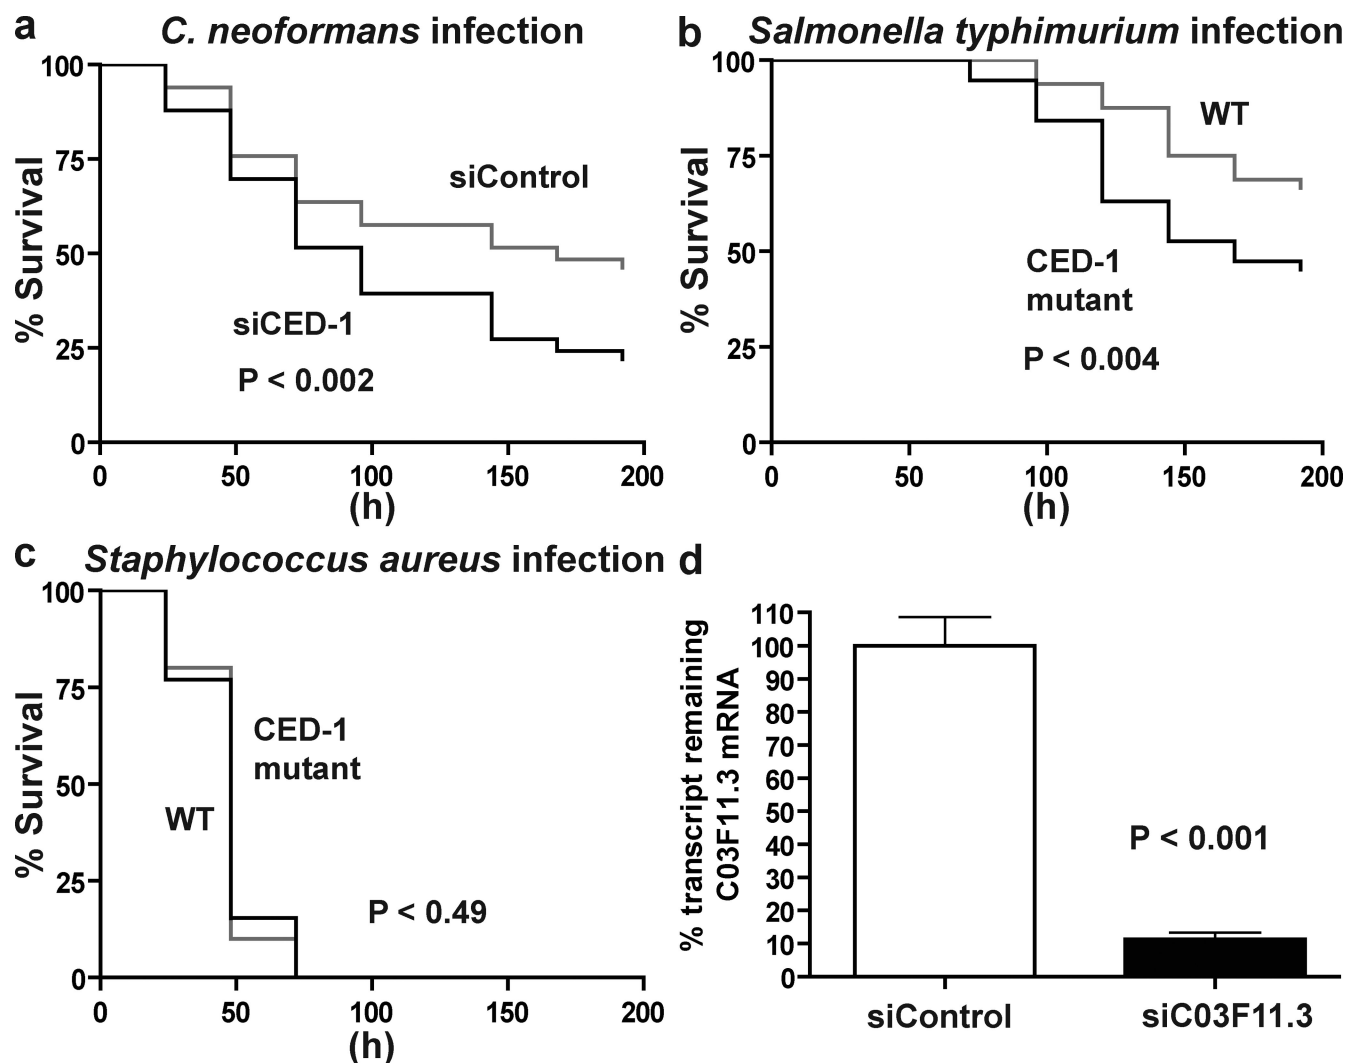 a
C. neoformans infection
% Survival
100
75
50
25
0
siControl
siCED-1
P < 0.002
0 50 100 150 200
(h)
b
Salmonella typhimurium infection
% Survival
100
75
50
25
0
WT
CED-1
mutant
P < 0.004
0 50 100 150 200
(h)
c
Staphylococcus aureus infection
% Survival
100
75
50
25
0
CED-1
mutant
WT
P < 0.49
0 50 100 150 200
(h)
d
% transcript remaining
C03F11.3 mRNA
110
100
90
80
70
60
50
40
30
20
10
0
P < 0.001
siControl siC03F11.3